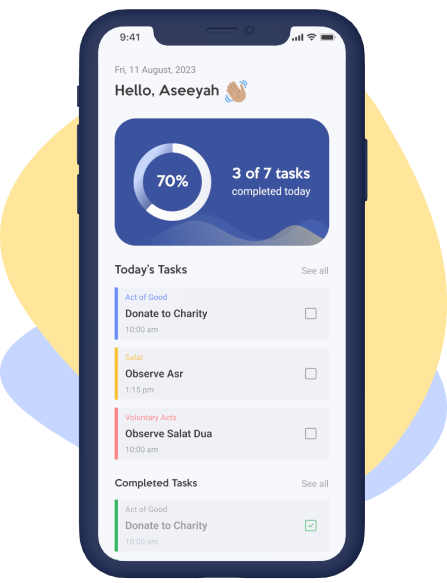 9:41
Fri, 11 August, 2023
Hello, Aseeyah
70%
3 of 7 tasks
completed today
Today's Tasks See all
Act of Good
Donate to Charity
10:00 am
Salat
Observe Asr
1:15 pm
Voluntary Acts
Observe Salat Dua
10:00 am
Completed Tasks See all
Act of Good
Donate to Charity
10:00 am